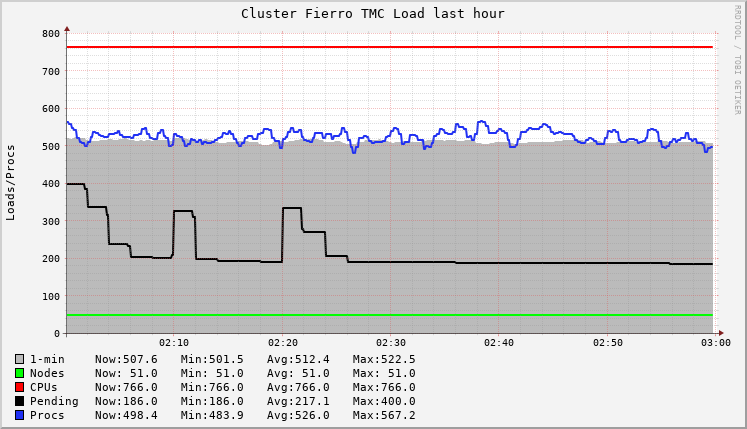 Cluster Fierro TMC Load last hour
RRDTOOL / TOBI OETIKER
Loads/Procs
800
700
600
500
400
300
200
100
0
02:10 02:20 02:30 02:40 02:50 03:00
1-min Now:507.6 Min:501.5 Avg:512.4 Max:522.5
Nodes Now: 51.0 Min: 51.0 Avg: 51.0 Max: 51.0
CPUs Now:766.0 Min:766.0 Avg:766.0 Max:766.0
Pending Now:186.0 Min:186.0 Avg:217.1 Max:400.0
Procs Now:498.4 Min:483.9 Avg:526.0 Max:567.2